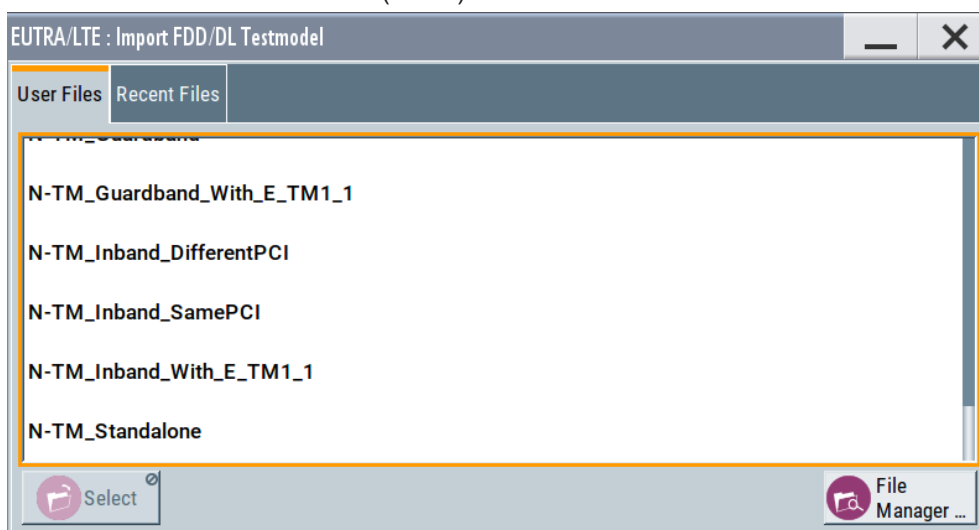 EUTRA/LTE : Import FDD/DL Testmodel
User Files Recent Files
N-TM_Guardband_With_E_TM1_1
N-TM_Inband_DifferentPCI
N-TM_Inband_SamePCI
N-TM_Inband_With_E_TM1_1
N-TM_Standalone
Select
File
Manager ...